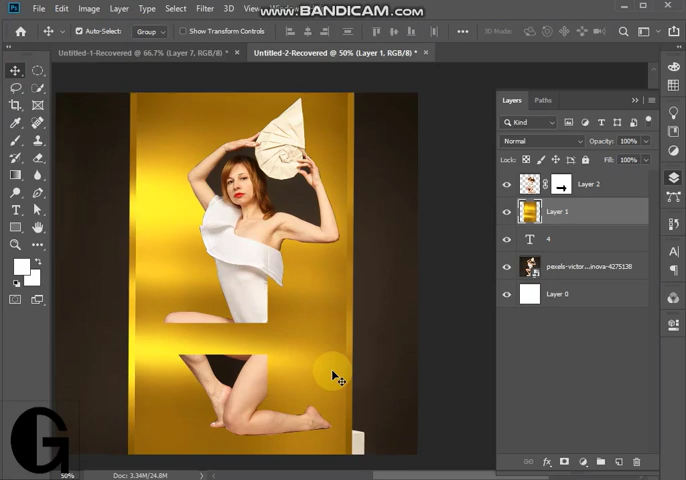 www.BANDICAM.com
Ps File Edit Image Layer Type Select Filter 3D View
Auto-Select: Group Show Transform Controls 3D Mode:
Untitled-1-Recovered @ 66.7% (Layer 7, RGB/8) * × Untitled-2-Recovered @ 50% (Layer 1, RGB/8) * ×
Layers Paths
Kind
Normal Opacity: 100%
Lock: Fill: 100%
Layer 2
Layer 1
T 4
pexels-victor...inova-4275138
Layer 0
G
50% Doc: 3.34M/24.8M